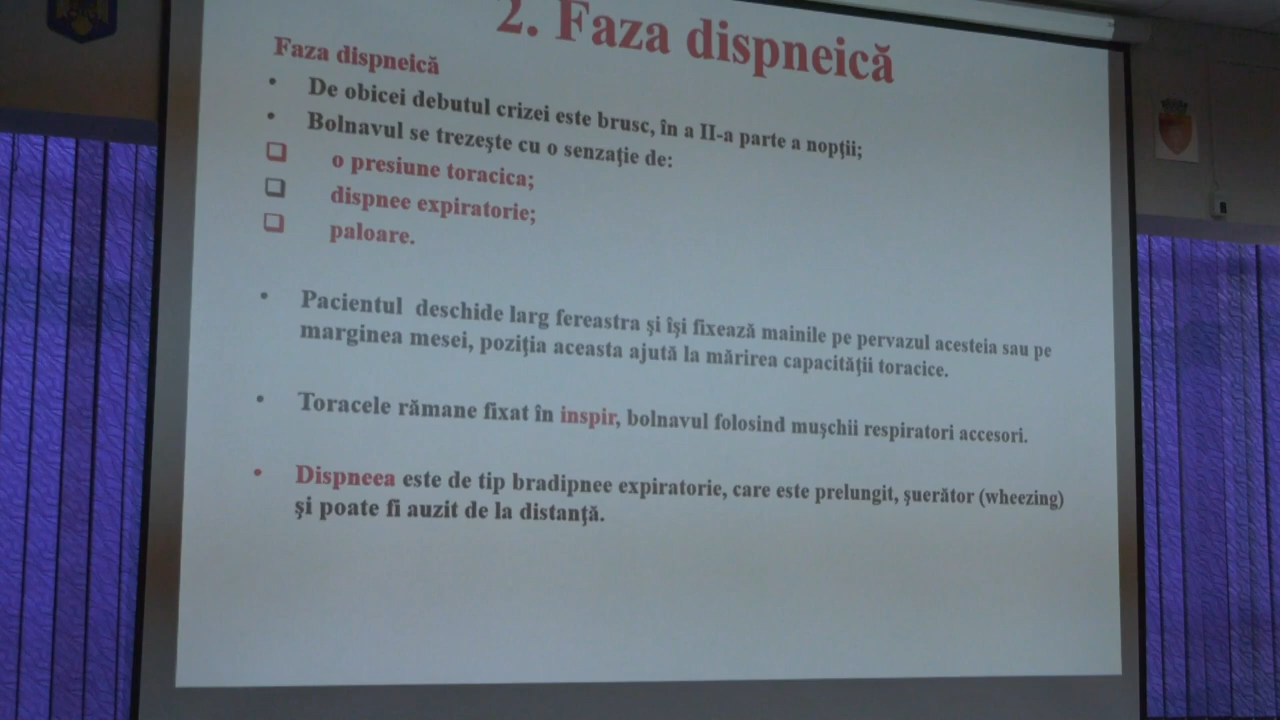 2. Faza dispneică
Faza dispneică
• De obicei debutul crizei este brusc, în a II-a parte a nopţii;
• Bolnavul se trezeşte cu o senzaţie de:
❑ o presiune toracica;
❑ dispnee expiratorie;
❑ paloare.
• Pacientul deschide larg fereastra şi îşi fixează mainile pe pervazul acesteia sau pe
marginea mesei, poziţia aceasta ajută la mărirea capacităţii toracice.
• Toracele rămane fixat în inspir, bolnavul folosind muşchii respiratori accesori.
• Dispneea este de tip bradipnee expiratorie, care este prelungit, şuerător (wheezing)
şi poate fi auzit de la distanţă.